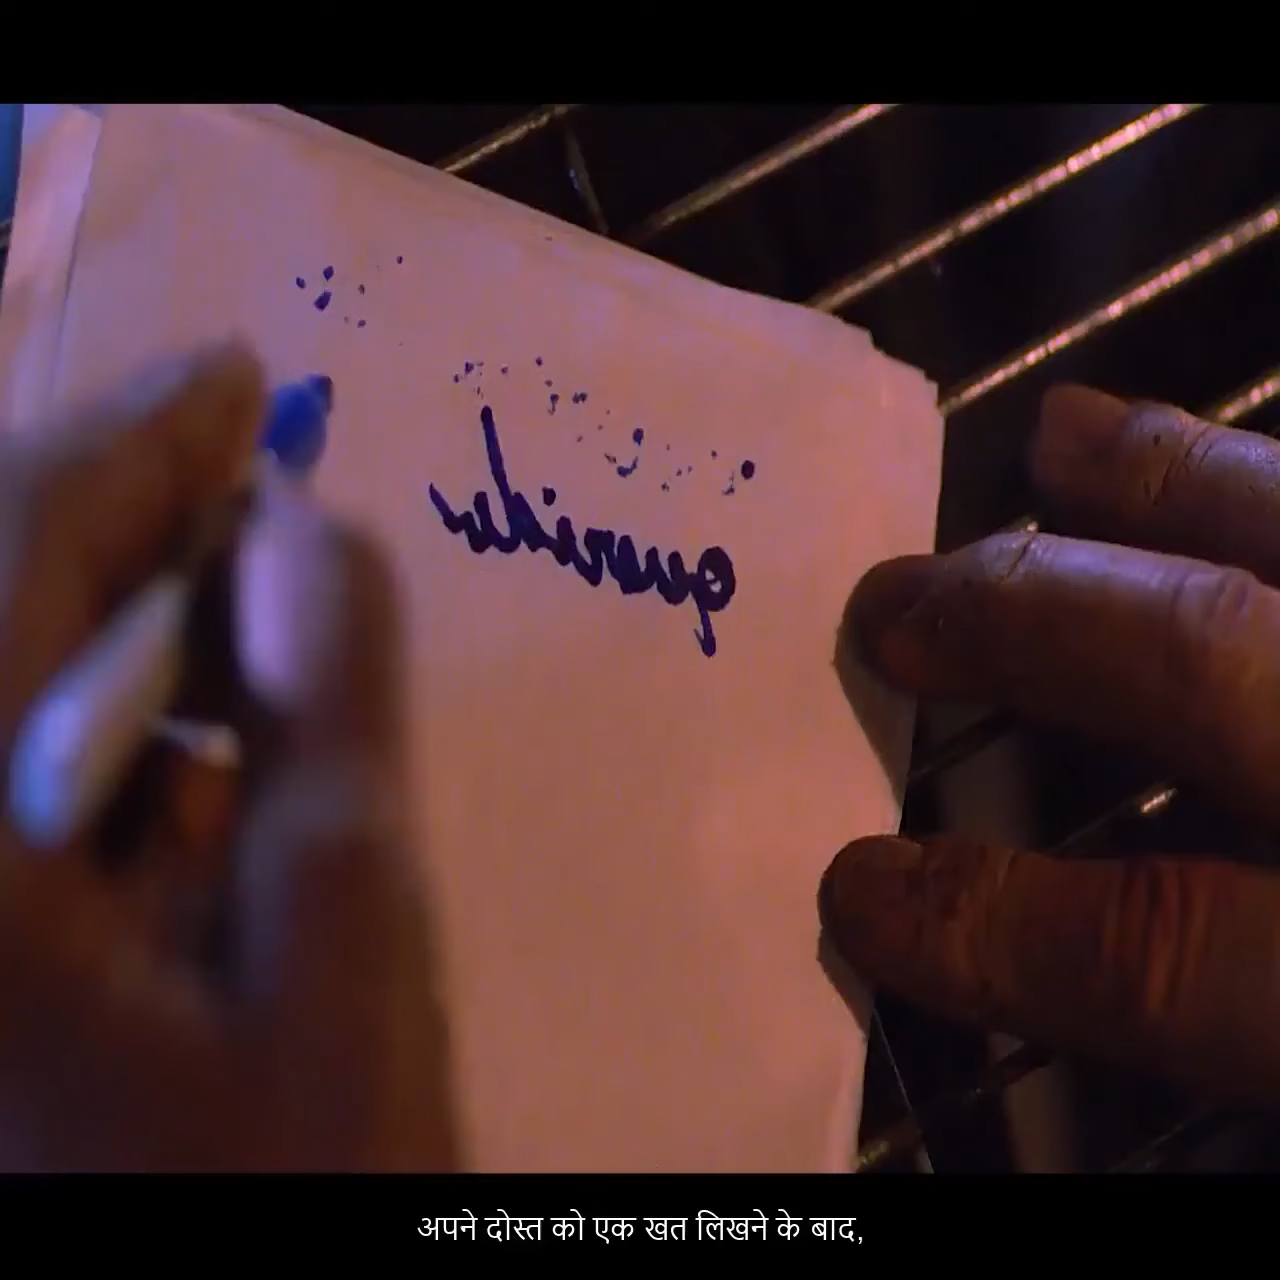 अपने दोस्त को एक खत लिखने के बाद,